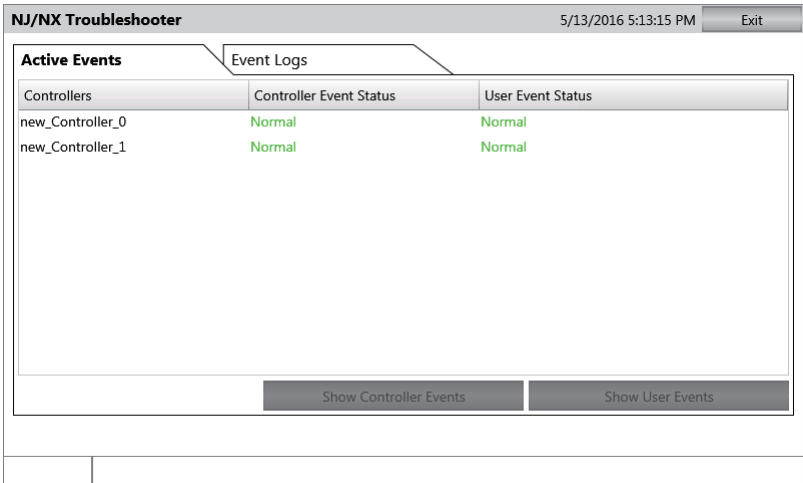 NJ/NX Troubleshooter 5/13/2016 5:13:15 PM Exit
Active Events Event Logs
Controllers Controller Event Status User Event Status
new_Controller_0 Normal Normal
new_Controller_1 Normal Normal
Show Controller Events Show User Events